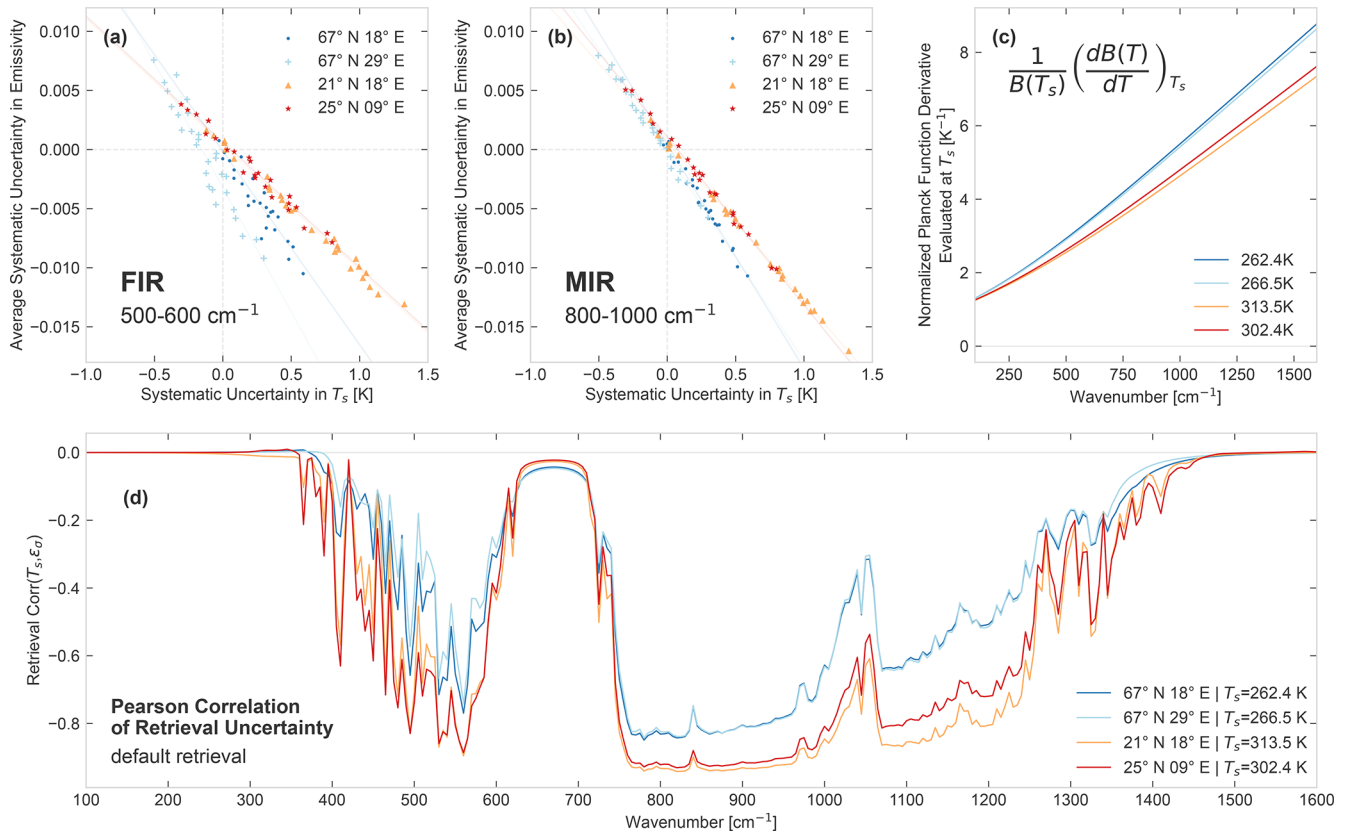 (a)
67° N 18° E
67° N 29° E
21° N 18° E
25° N 09° E
FIR
500-600 cm⁻¹
0.010
0.005
0.000
−0.005
−0.010
−0.015
Average Systematic Uncertainty in Emissivity
−1.0 −0.5 0.0 0.5 1.0 1.5
Systematic Uncertainty in Tₛ [K]
(b)
67° N 18° E
67° N 29° E
21° N 18° E
25° N 09° E
MIR
800-1000 cm⁻¹
0.010
0.005
0.000
−0.005
−0.010
−0.015
Average Systematic Uncertainty in Emissivity
−1.0 −0.5 0.0 0.5 1.0 1.5
Systematic Uncertainty in Tₛ [K]
(c)
1/B(Tₛ) (dB(T)/dT)Tₛ
8
6
4
2
0
Normalized Planck Function Derivative
Evaluated at Tₛ [K⁻¹]
262.4K
266.5K
313.5K
302.4K
250 500 750 1000 1250 1500
Wavenumber [cm⁻¹]
(d)
0.0
−0.2
−0.4
−0.6
−0.8
Retrieval Corr(Tₛ,εσ)
Pearson Correlation
of Retrieval Uncertainty
default retrieval
67° N 18° E | Tₛ=262.4 K
67° N 29° E | Tₛ=266.5 K
21° N 18° E | Tₛ=313.5 K
25° N 09° E | Tₛ=302.4 K
100 200 300 400 500 600 700 800 900 1000 1100 1200 1300 1400 1500 1600
Wavenumber [cm⁻¹]